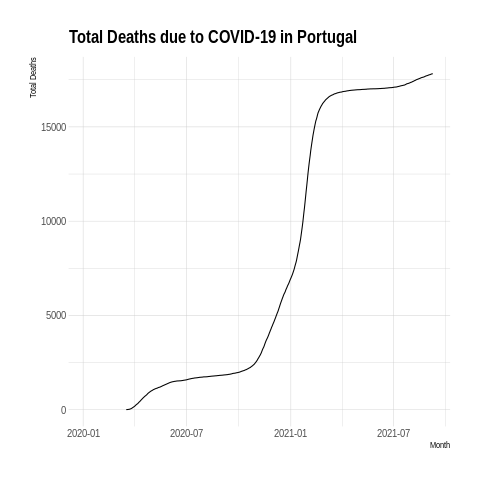 Total Deaths due to COVID-19 in Portugal
Total Deaths
15000
10000
5000
0
2020-01 2020-07 2021-01 2021-07
Month